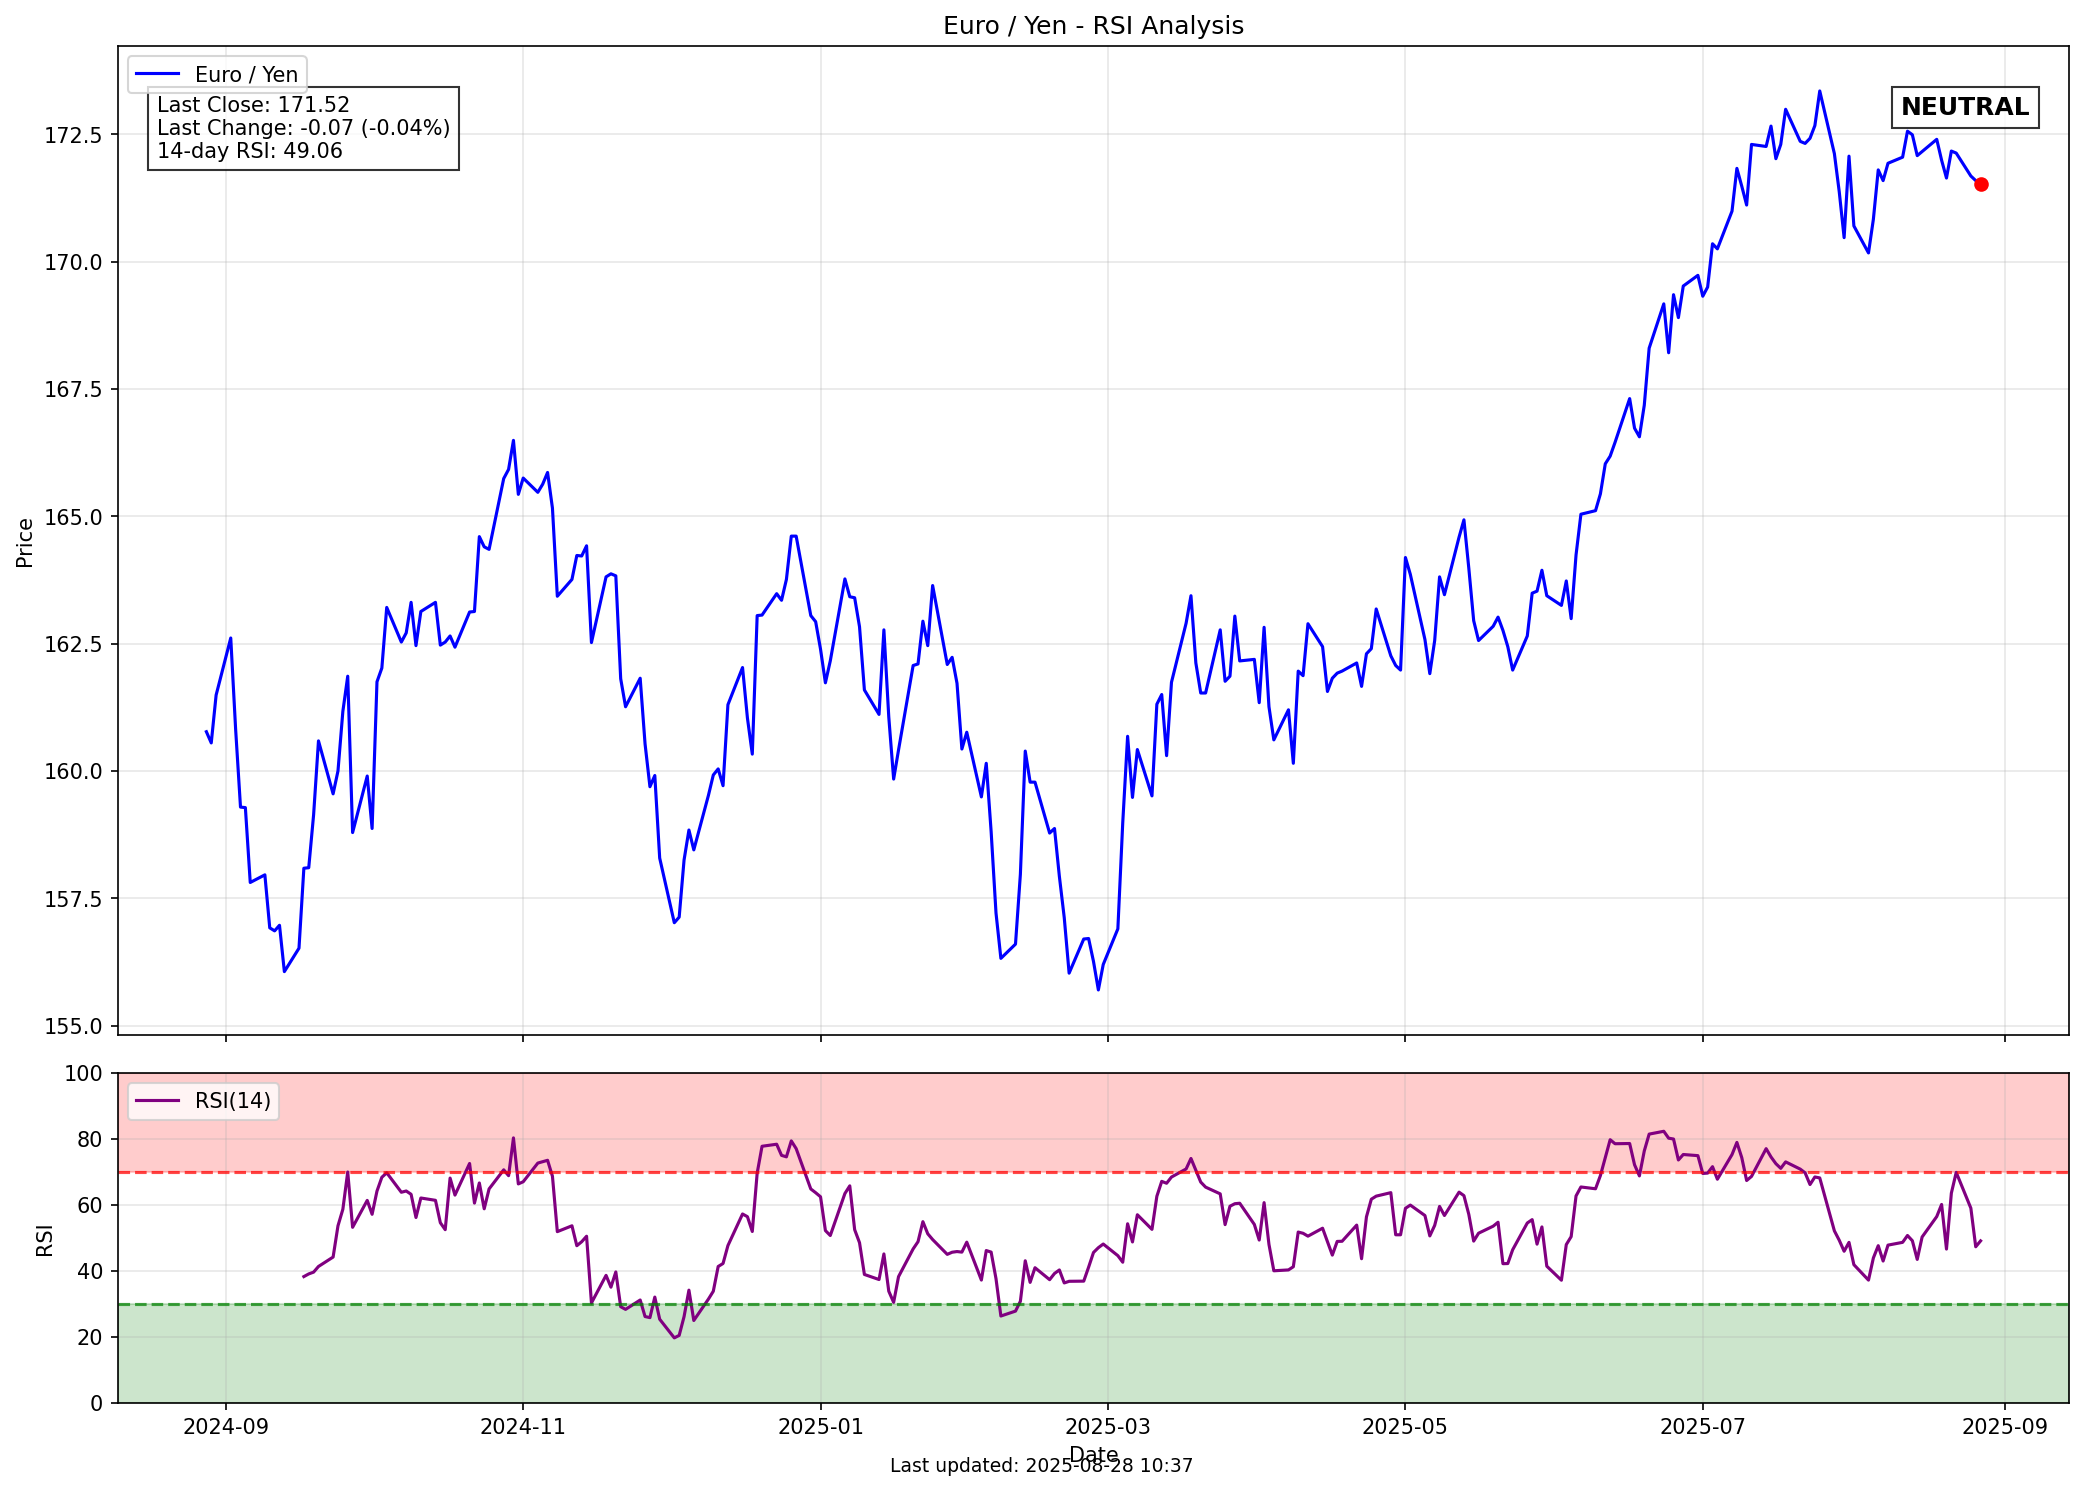 Euro / Yen - RSI Analysis
Euro / Yen
Last Close: 171.52
Last Change: -0.07 (-0.04%)
14-day RSI: 49.06
NEUTRAL
Price
172.5
170.0
167.5
165.0
162.5
160.0
157.5
155.0
RSI(14)
RSI
100
80
60
40
20
0
2024-09
2024-11
2025-01
2025-03
2025-05
2025-07
2025-09
Date
Last updated: 2025-08-28 10:37